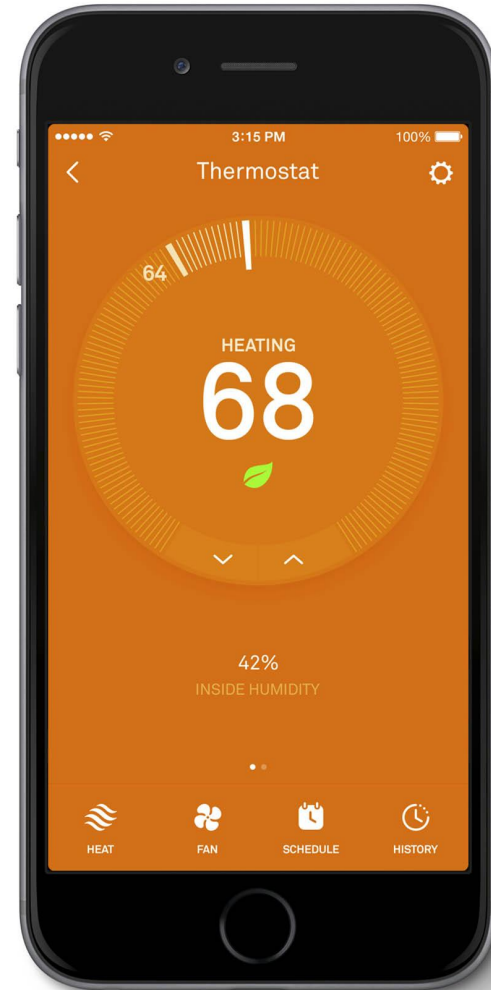 3:15 PM
100%
Thermostat
64
HEATING
68
42%
INSIDE HUMIDITY
HEAT
FAN
SCHEDULE
HISTORY